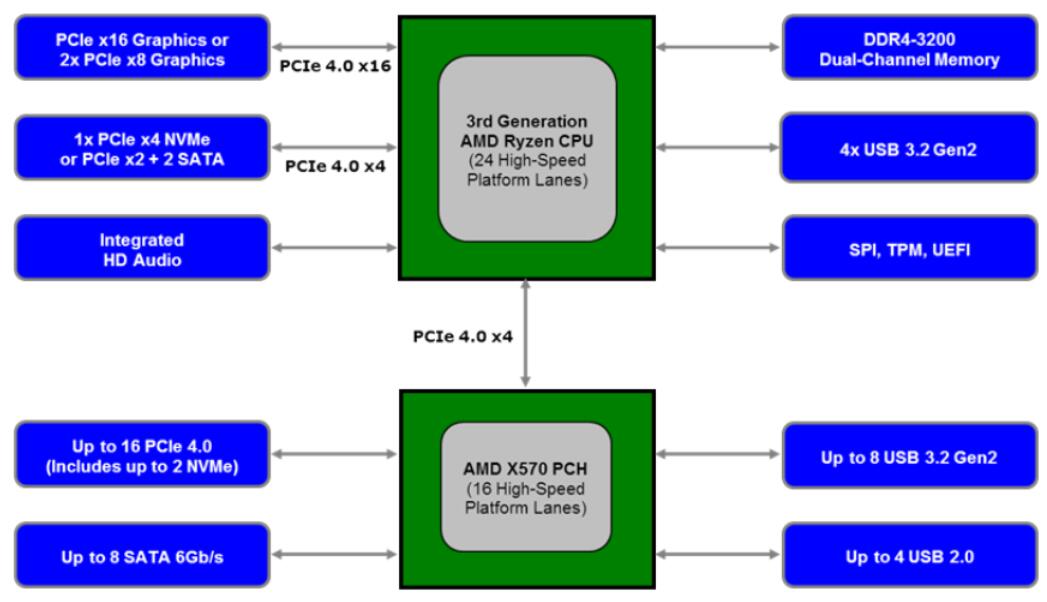 PCIe x16 Graphics or
2x PCIe x8 Graphics
PCIe 4.0 x16
1x PCIe x4 NVMe
or PCIe x2 + 2 SATA
PCIe 4.0 x4
Integrated
HD Audio
3rd Generation
AMD Ryzen CPU
(24 High-Speed
Platform Lanes)
DDR4-3200
Dual-Channel Memory
4x USB 3.2 Gen2
SPI, TPM, UEFI
PCIe 4.0 x4
Up to 16 PCIe 4.0
(Includes up to 2 NVMe)
Up to 8 SATA 6Gb/s
AMD X570 PCH
(16 High-Speed
Platform Lanes)
Up to 8 USB 3.2 Gen2
Up to 4 USB 2.0